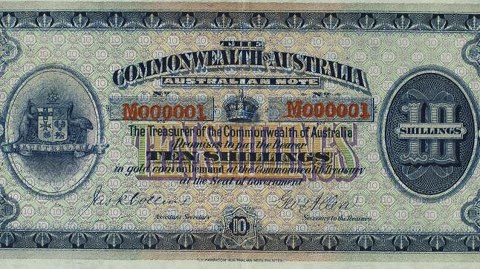 THE
COMMONWEALTH OF AUSTRALIA
AUSTRALIAN NOTE
No. No.
M000001 M000001
The Treasurer of the Commonwealth of Australia
Promises to pay the Bearer
TEN SHILLINGS
in gold coin on demand at the Commonwealth Treasury
at the Seat of Government
10
SHILLINGS
Jas R Collins
Assistant Secretary Secretary to the Treasury
10